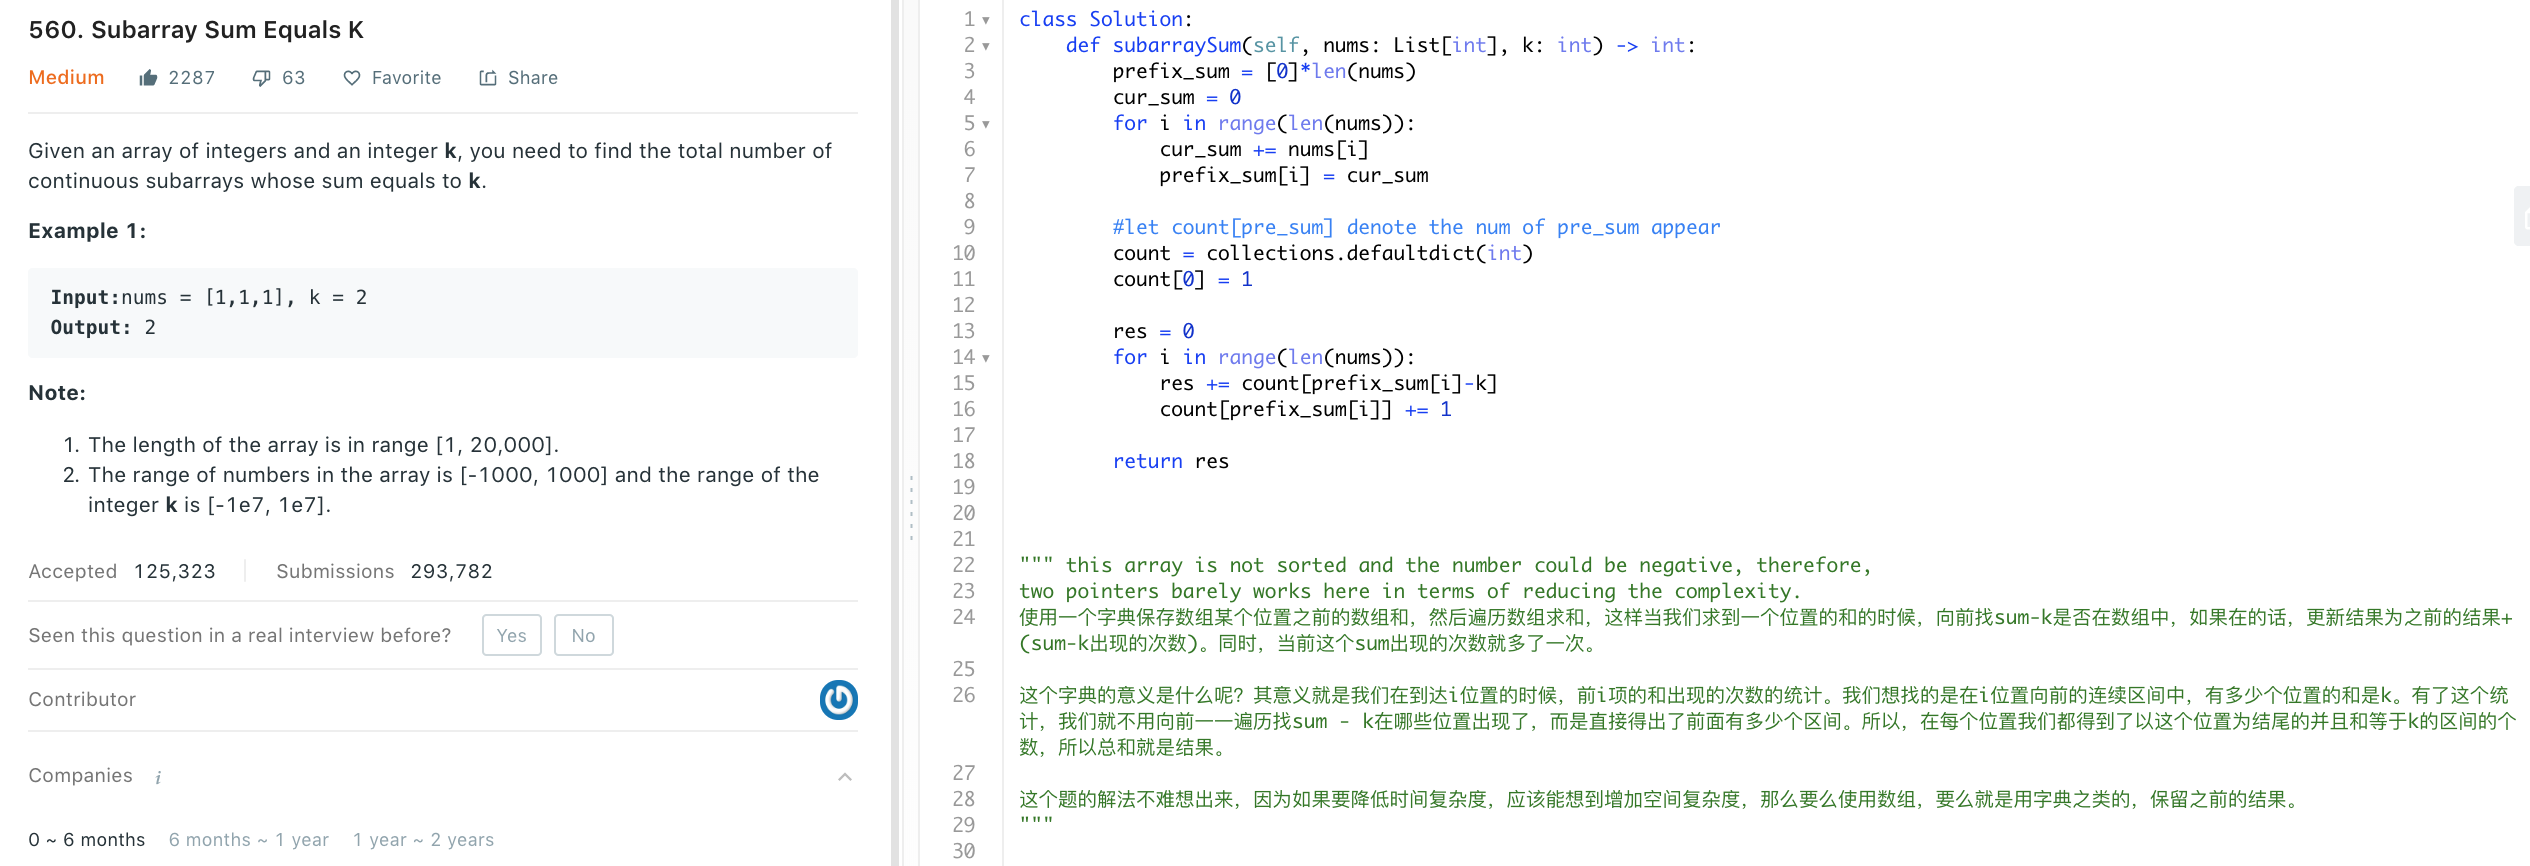 560. Subarray Sum Equals K
Medium 2287 63 Favorite Share
Given an array of integers and an integer k, you need to find the total number of
continuous subarrays whose sum equals to k.
Example 1:
Input:nums = [1,1,1], k = 2
Output: 2
Note:
1. The length of the array is in range [1, 20,000].
2. The range of numbers in the array is [-1000, 1000] and the range of the
integer k is [-1e7, 1e7].
Accepted 125,323 Submissions 293,782
Seen this question in a real interview before? Yes No
Contributor
Companies i
0 ~ 6 months 6 months ~ 1 year 1 year ~ 2 years
1 class Solution:
2     def subarraySum(self, nums: List[int], k: int) -> int:
3         prefix_sum = [0]*len(nums)
4         cur_sum = 0
5         for i in range(len(nums)):
6             cur_sum += nums[i]
7             prefix_sum[i] = cur_sum
8
9         #let count[pre_sum] denote the num of pre_sum appear
10         count = collections.defaultdict(int)
11         count[0] = 1
12
13         res = 0
14         for i in range(len(nums)):
15             res += count[prefix_sum[i]-k]
16             count[prefix_sum[i]] += 1
17
18         return res
19
20
21
22 """ this array is not sorted and the number could be negative, therefore,
23 two pointers barely works here in terms of reducing the complexity.
24 使用一个字典保存数组某个位置之前的数组和，然后遍历数组求和，这样当我们求到一个位置的和的时候，向前找sum-k是否在数组中，如果在的话，更新结果为之前的结果+
(sum-k出现的次数)。同时，当前这个sum出现的次数就多了一次。
25
26 这个字典的意义是什么呢？其意义就是我们在到达i位置的时候，前i项的和出现的次数的统计。我们想找的是在i位置向前的连续区间中，有多少个位置的和是k。有了这个统
计，我们就不用向前一一遍历找sum - k在哪些位置出现了，而是直接得出了前面有多少个区间。所以，在每个位置我们都得到了以这个位置为结尾的并且和等于k的区间的个
数，所以总和就是结果。
27
28 这个题的解法不难想出来，因为如果要降低时间复杂度，应该能想到增加空间复杂度，那么要么使用数组，要么就是用字典之类的，保留之前的结果。
29 """
30